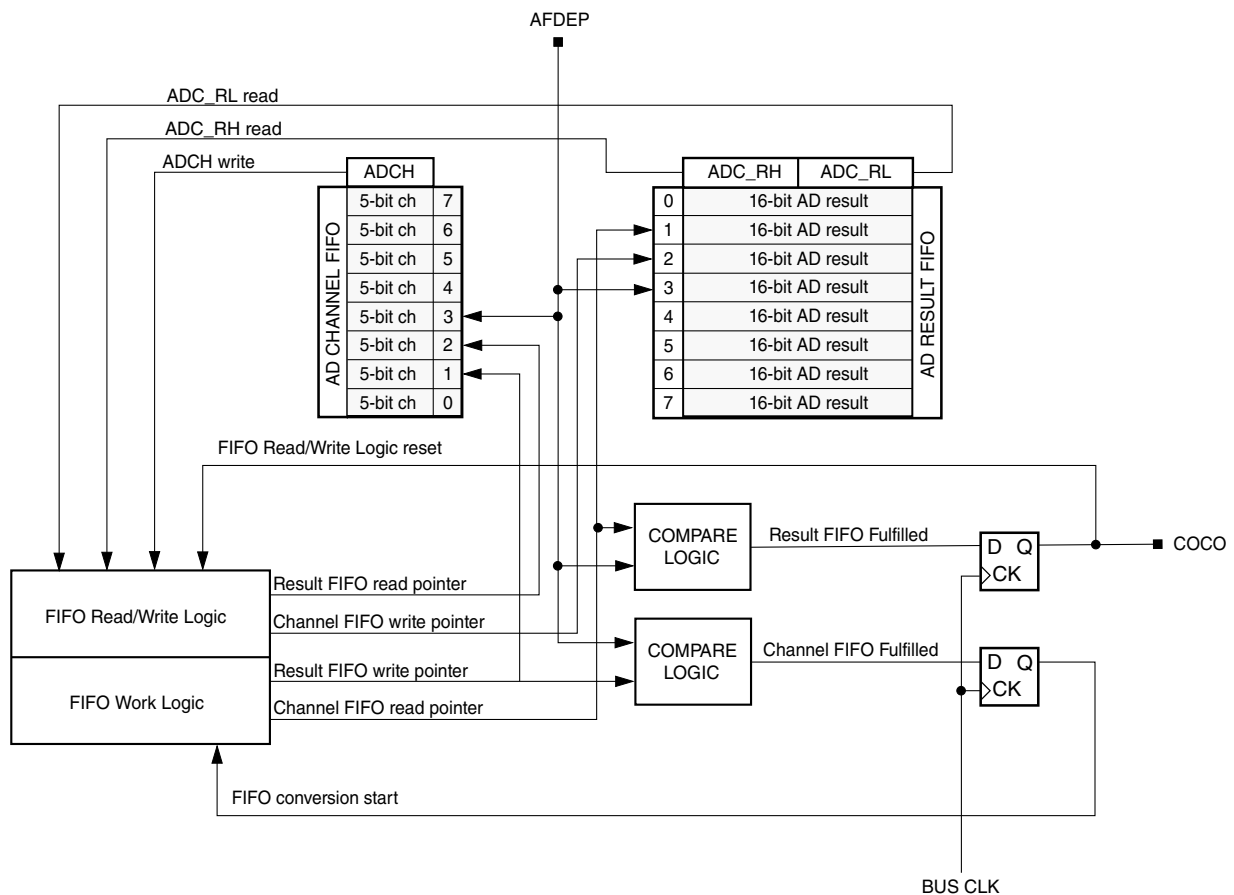 AFDEP
ADC_RL read
ADC_RH read
ADCH write
ADCH
ADC_RH ADC_RL
AD CHANNEL FIFO
5-bit ch 7
5-bit ch 6
5-bit ch 5
5-bit ch 4
5-bit ch 3
5-bit ch 2
5-bit ch 1
5-bit ch 0
0 16-bit AD result
1 16-bit AD result
2 16-bit AD result
3 16-bit AD result
4 16-bit AD result
5 16-bit AD result
6 16-bit AD result
7 16-bit AD result
AD RESULT FIFO
FIFO Read/Write Logic reset
COMPARE
LOGIC
Result FIFO Fulfilled
D Q
CK
COCO
FIFO Read/Write Logic
Result FIFO read pointer
Channel FIFO write pointer
COMPARE
LOGIC
Channel FIFO Fulfilled
D Q
CK
FIFO Work Logic
Result FIFO write pointer
Channel FIFO read pointer
FIFO conversion start
BUS CLK